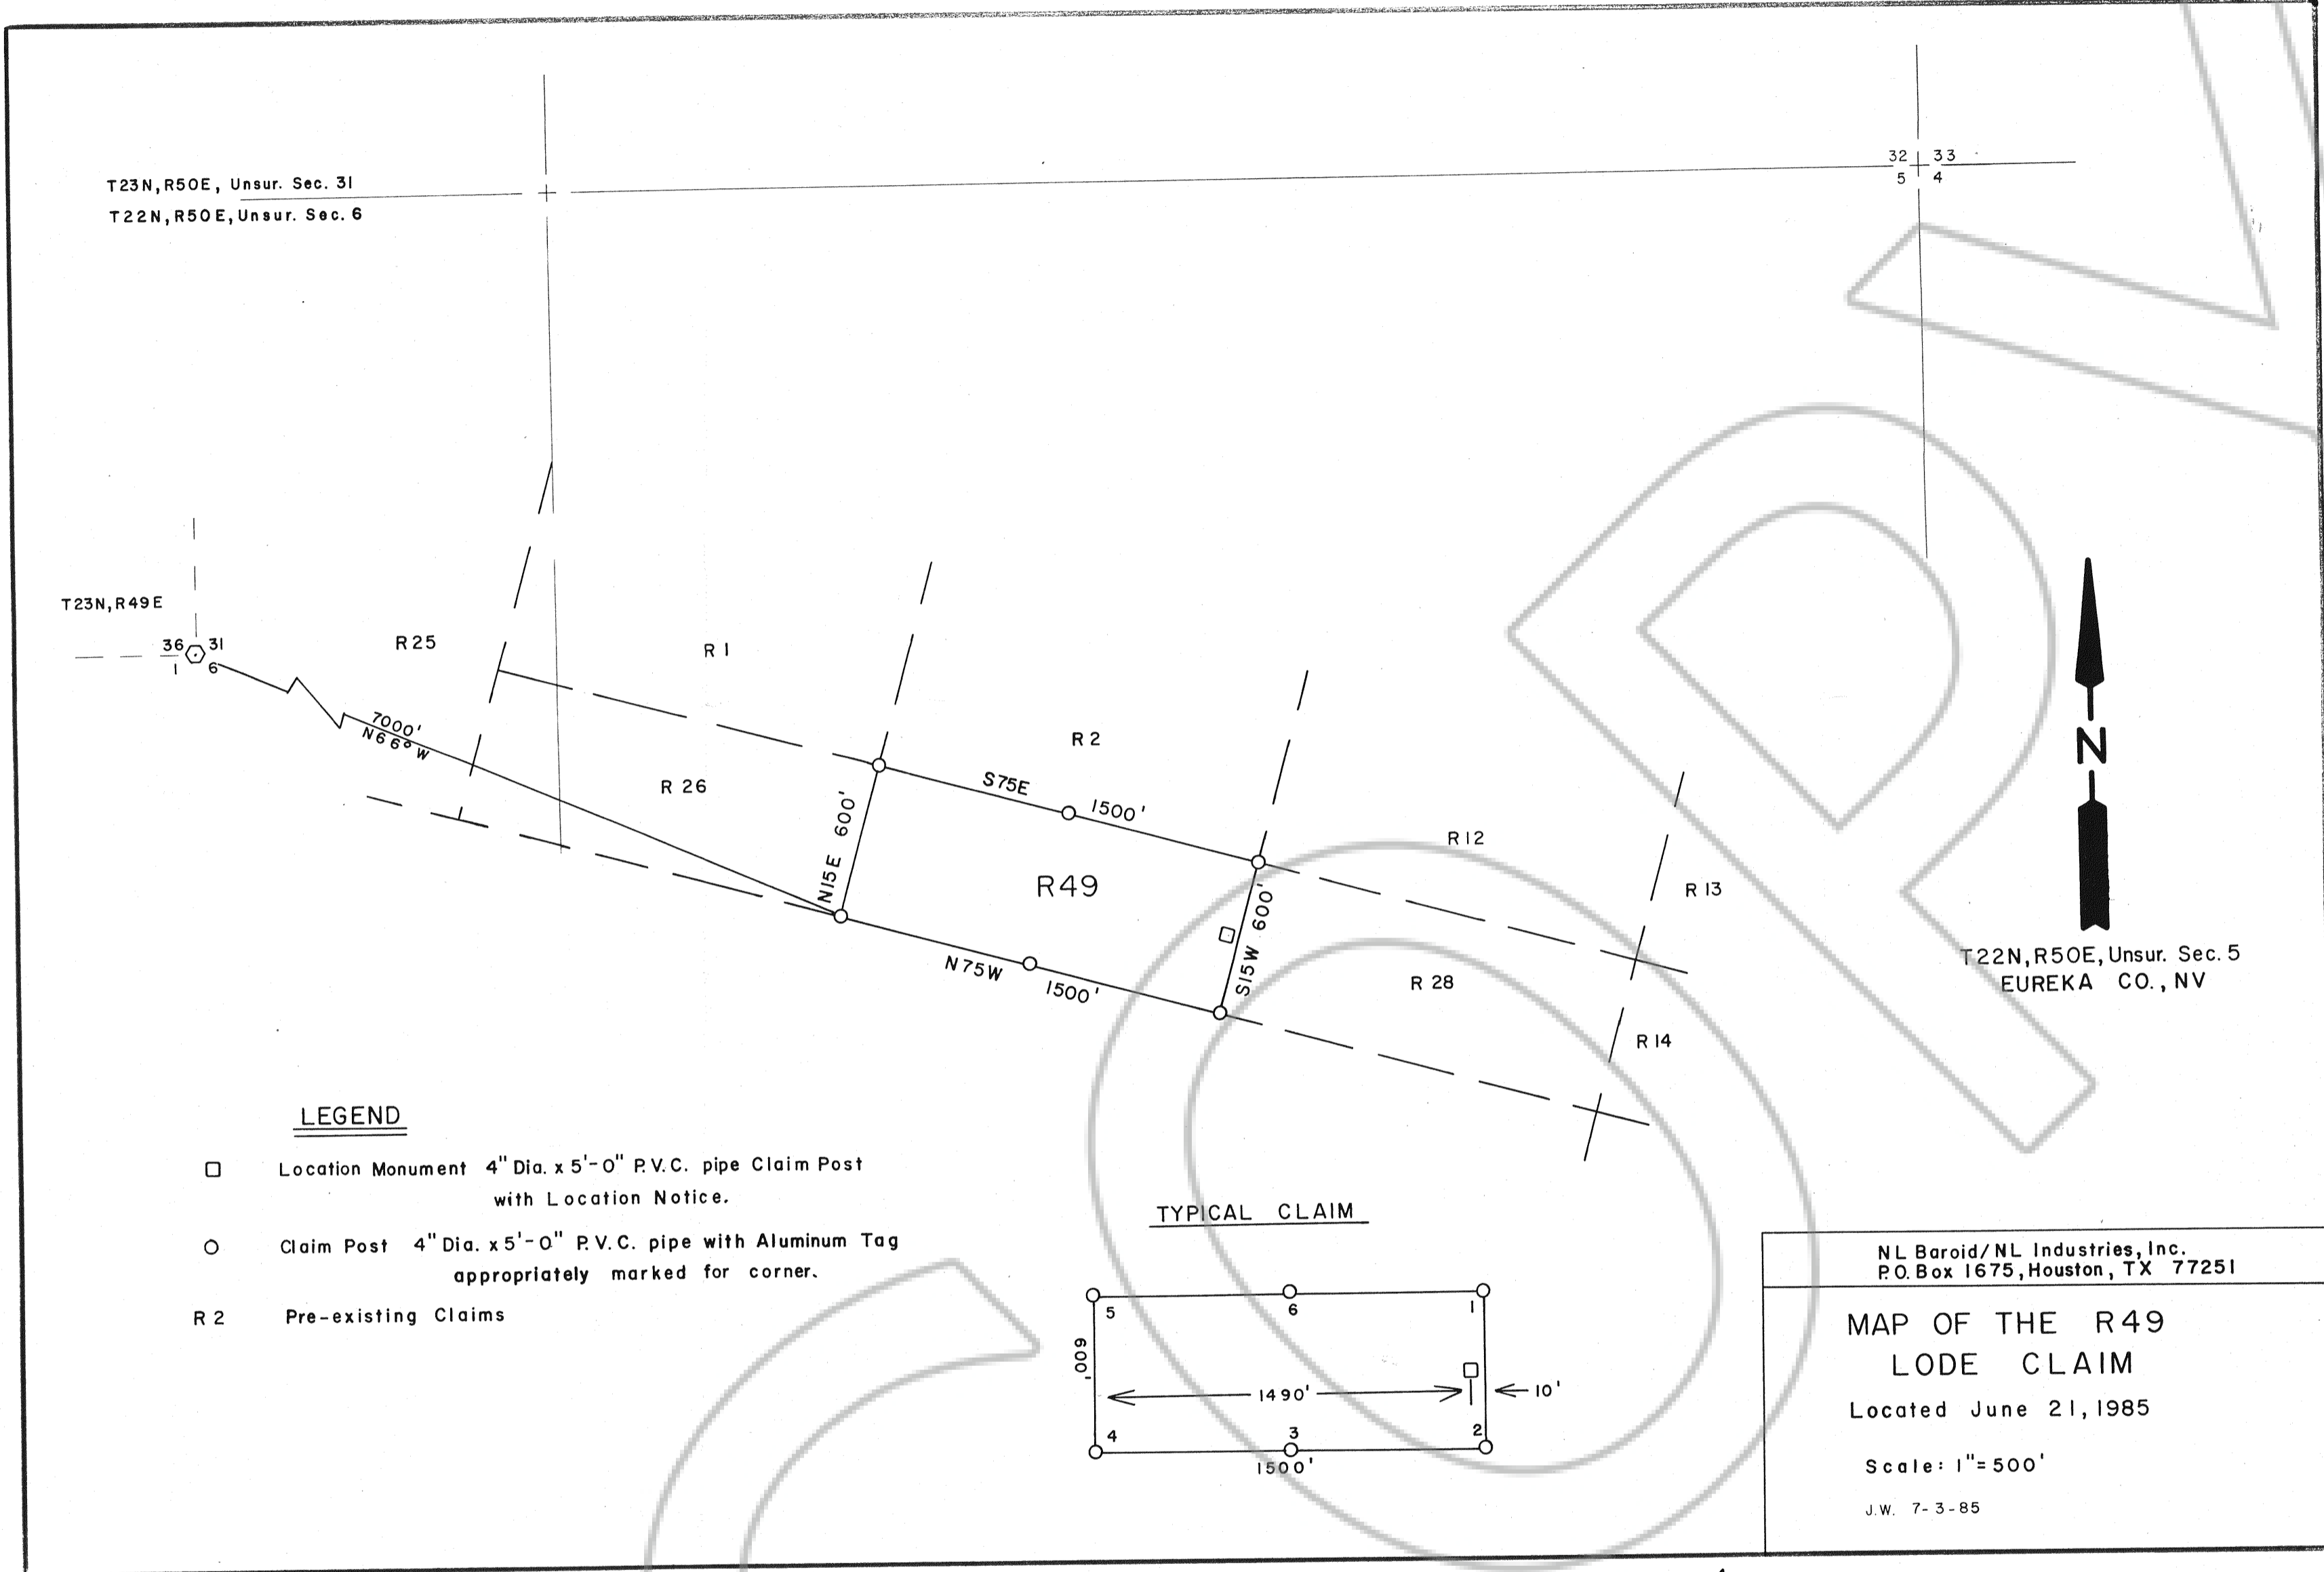 T23N,R50E, Unsur. Sec. 31
T22N,R50E, Unsur. Sec. 6
32 33
5 4
T23N,R49E
36 31
1 6
R 25
R 1
7000'
N66°W
R 2
R 26
S75E
1500'
N15E 600'
R49
R 12
R 13
S15W 600'
N75W
1500'
R 28
R 14
N
T22N,R50E, Unsur. Sec. 5
EUREKA CO., NV
LEGEND
Location Monument 4" Dia. x 5'-0" P.V.C. pipe Claim Post
with Location Notice.
Claim Post 4" Dia. x 5'-0" P.V.C. pipe with Aluminum Tag
appropriately marked for corner.
R 2 Pre-existing Claims
TYPICAL CLAIM
5 6 1
600'
1490' 10'
4 3 2
1500'
NL Baroid/NL Industries, Inc.
P.O. Box 1675, Houston, TX 77251
MAP OF THE R49
LODE CLAIM
Located June 21, 1985
Scale: 1"=500'
J.W. 7-3-85
COPY